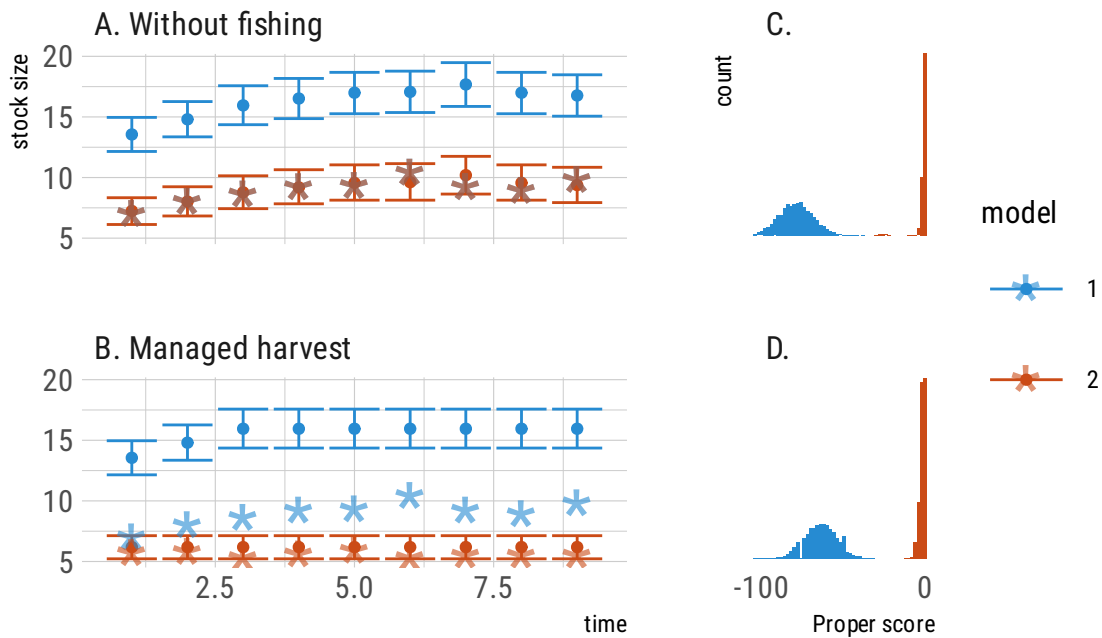 A. Without fishing
C.
stock size
20
15
10
5
count
model
1
2
B. Managed harvest
D.
20
15
10
5
2.5
5.0
7.5
-100
0
time
Proper score